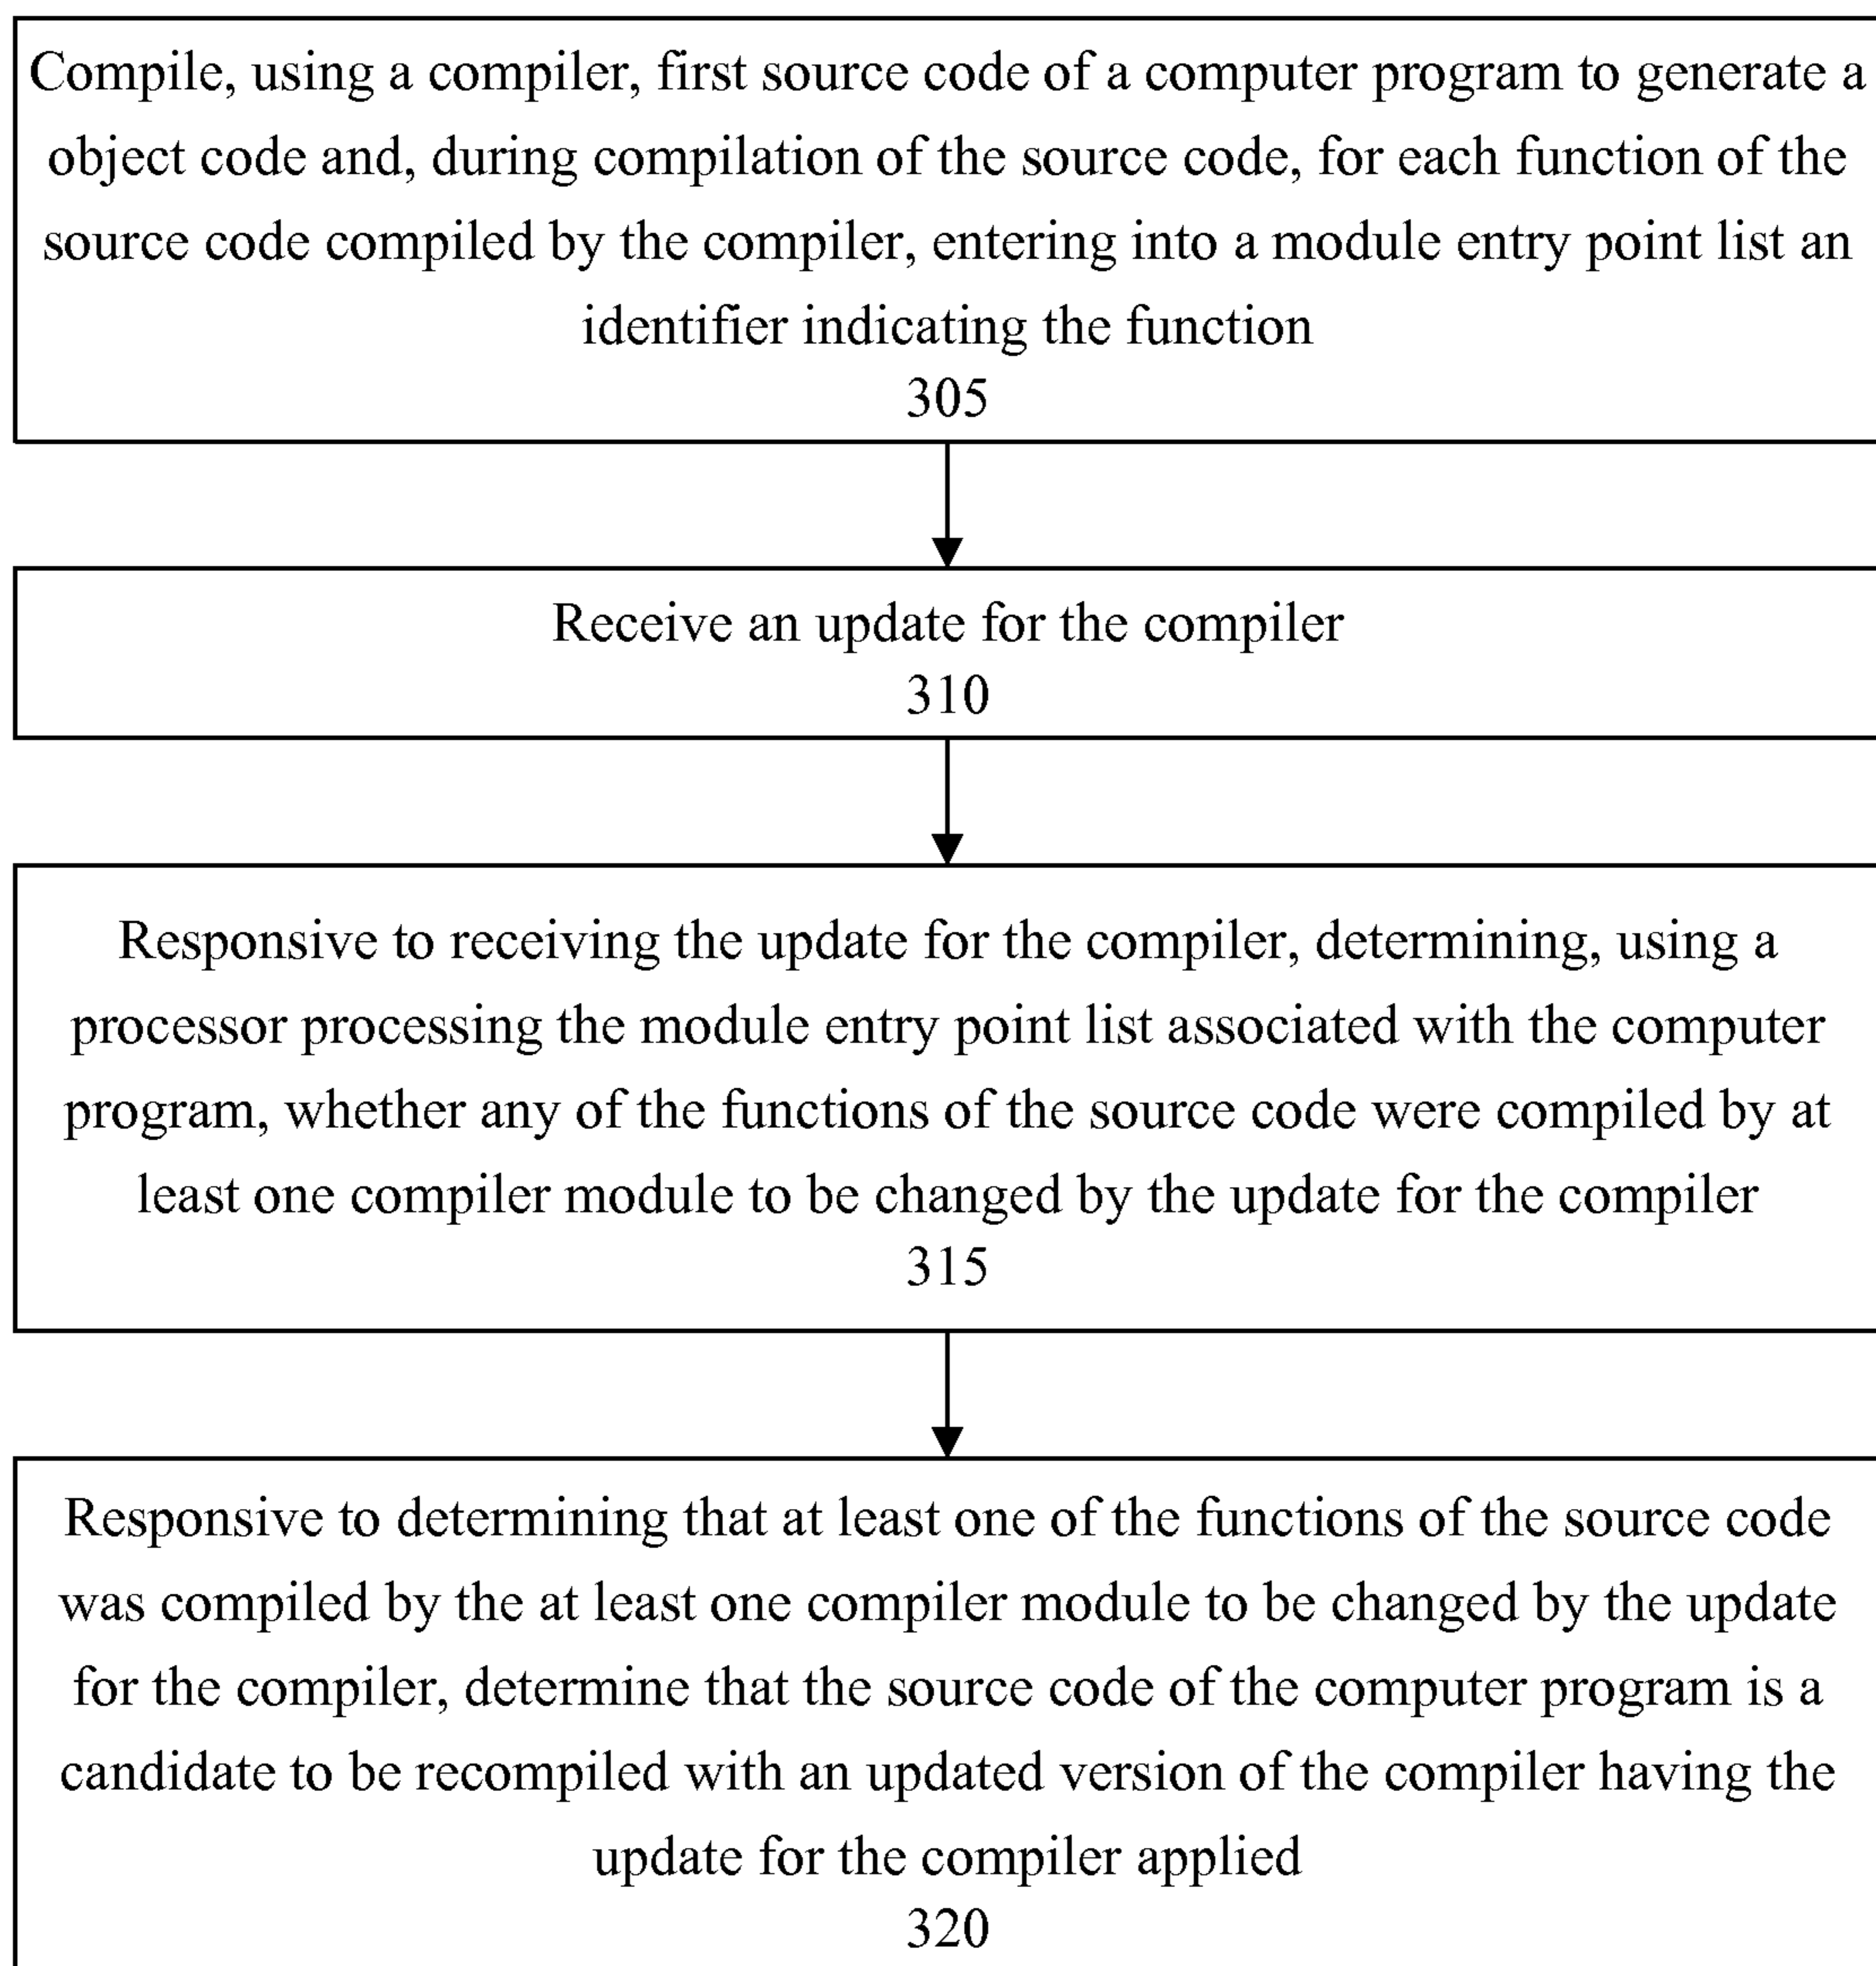 Compile, using a compiler, first source code of a computer program to generate a
object code and, during compilation of the source code, for each function of the
source code compiled by the compiler, entering into a module entry point list an
identifier indicating the function
305
Receive an update for the compiler
310
Responsive to receiving the update for the compiler, determining, using a
processor processing the module entry point list associated with the computer
program, whether any of the functions of the source code were compiled by at
least one compiler module to be changed by the update for the compiler
315
Responsive to determining that at least one of the functions of the source code
was compiled by the at least one compiler module to be changed by the update
for the compiler, determine that the source code of the computer program is a
candidate to be recompiled with an updated version of the compiler having the
update for the compiler applied
320